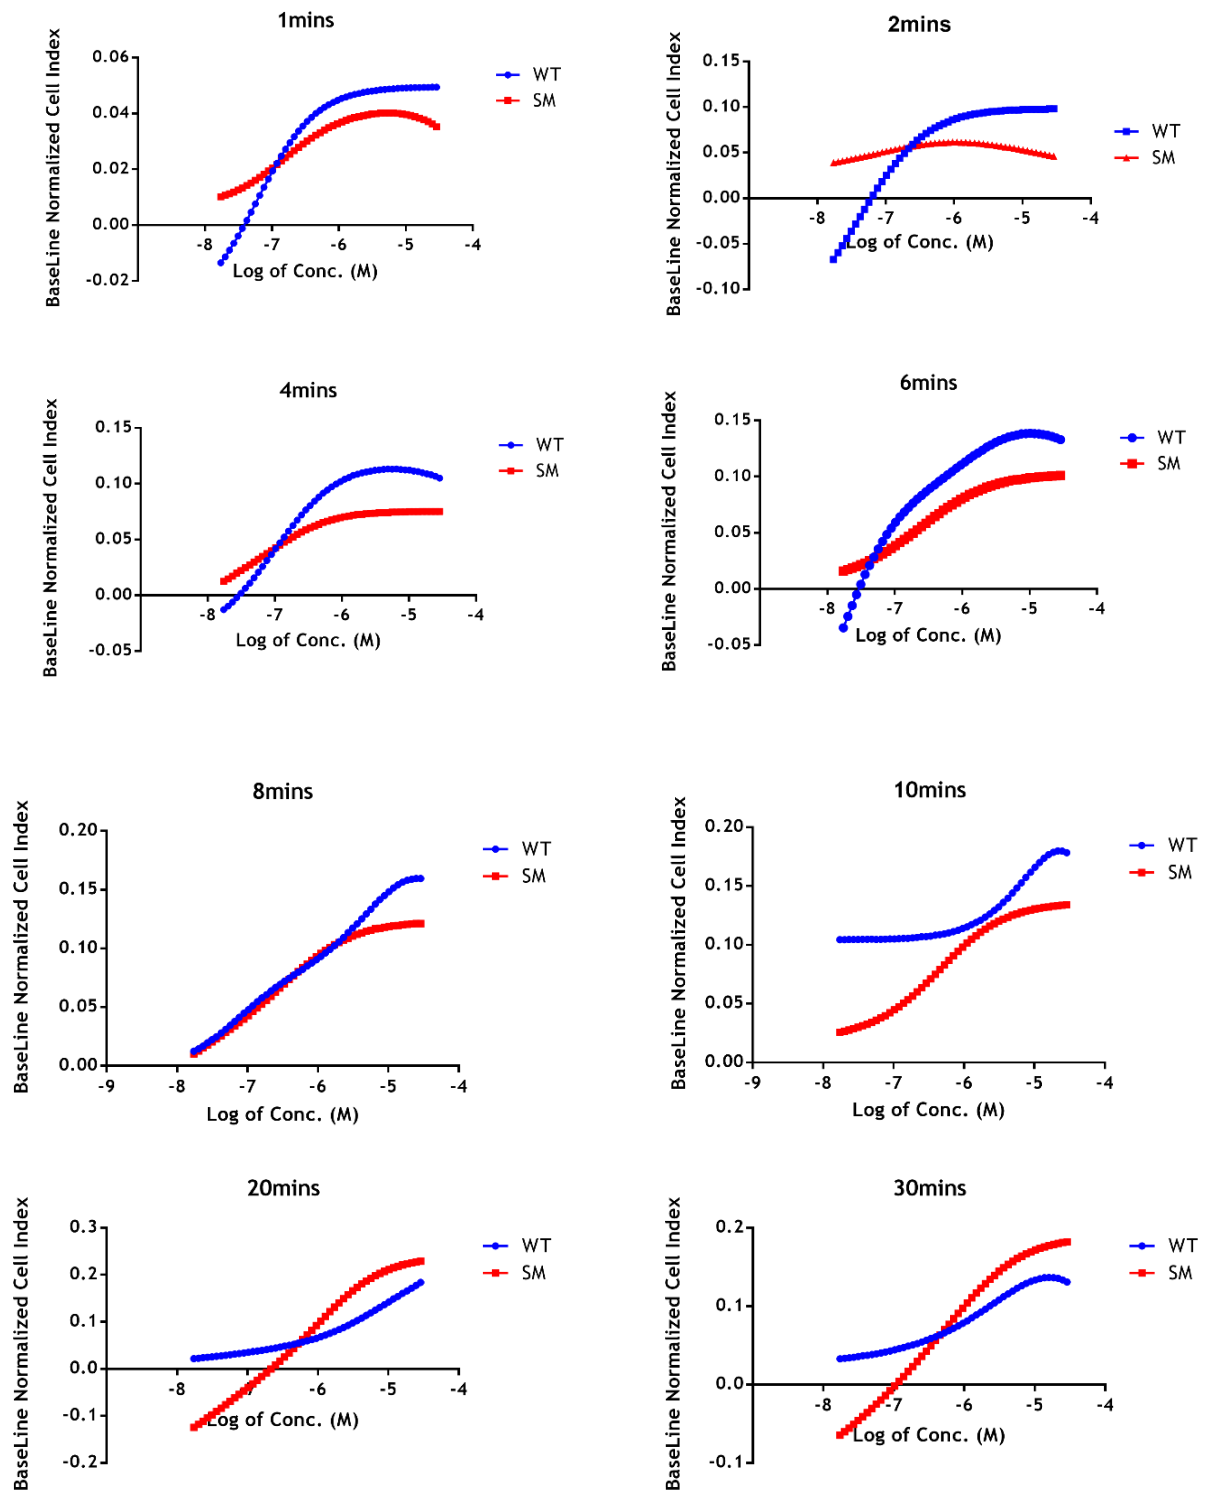 1mins
BaseLine Normalized Cell Index
0.06
0.04
0.02
0.00
-0.02
-8 -7 -6 -5 -4
Log of Conc. (M)
WT
SM
2mins
BaseLine Normalized Cell Index
0.15
0.10
0.05
0.00
-0.05
-0.10
-8 -7 -6 -5 -4
Log of Conc. (M)
WT
SM
4mins
BaseLine Normalized Cell Index
0.15
0.10
0.05
0.00
-0.05
-8 -7 -6 -5 -4
Log of Conc. (M)
WT
SM
6mins
BaseLine Normalized Cell Index
0.15
0.10
0.05
0.00
-0.05
-8 -7 -6 -5 -4
Log of Conc. (M)
WT
SM
8mins
BaseLine Normalized Cell Index
0.20
0.15
0.10
0.05
0.00
-9 -8 -7 -6 -5 -4
Log of Conc. (M)
WT
SM
10mins
BaseLine Normalized Cell Index
0.20
0.15
0.10
0.05
0.00
-9 -8 -7 -6 -5 -4
Log of Conc. (M)
WT
SM
20mins
BaseLine Normalized Cell Index
0.3
0.2
0.1
0.0
-0.1
-0.2
-8 -7 -6 -5 -4
Log of Conc. (M)
WT
SM
30mins
BaseLine Normalized Cell Index
0.2
0.1
0.0
-0.1
-8 -7 -6 -5 -4
Log of Conc. (M)
WT
SM